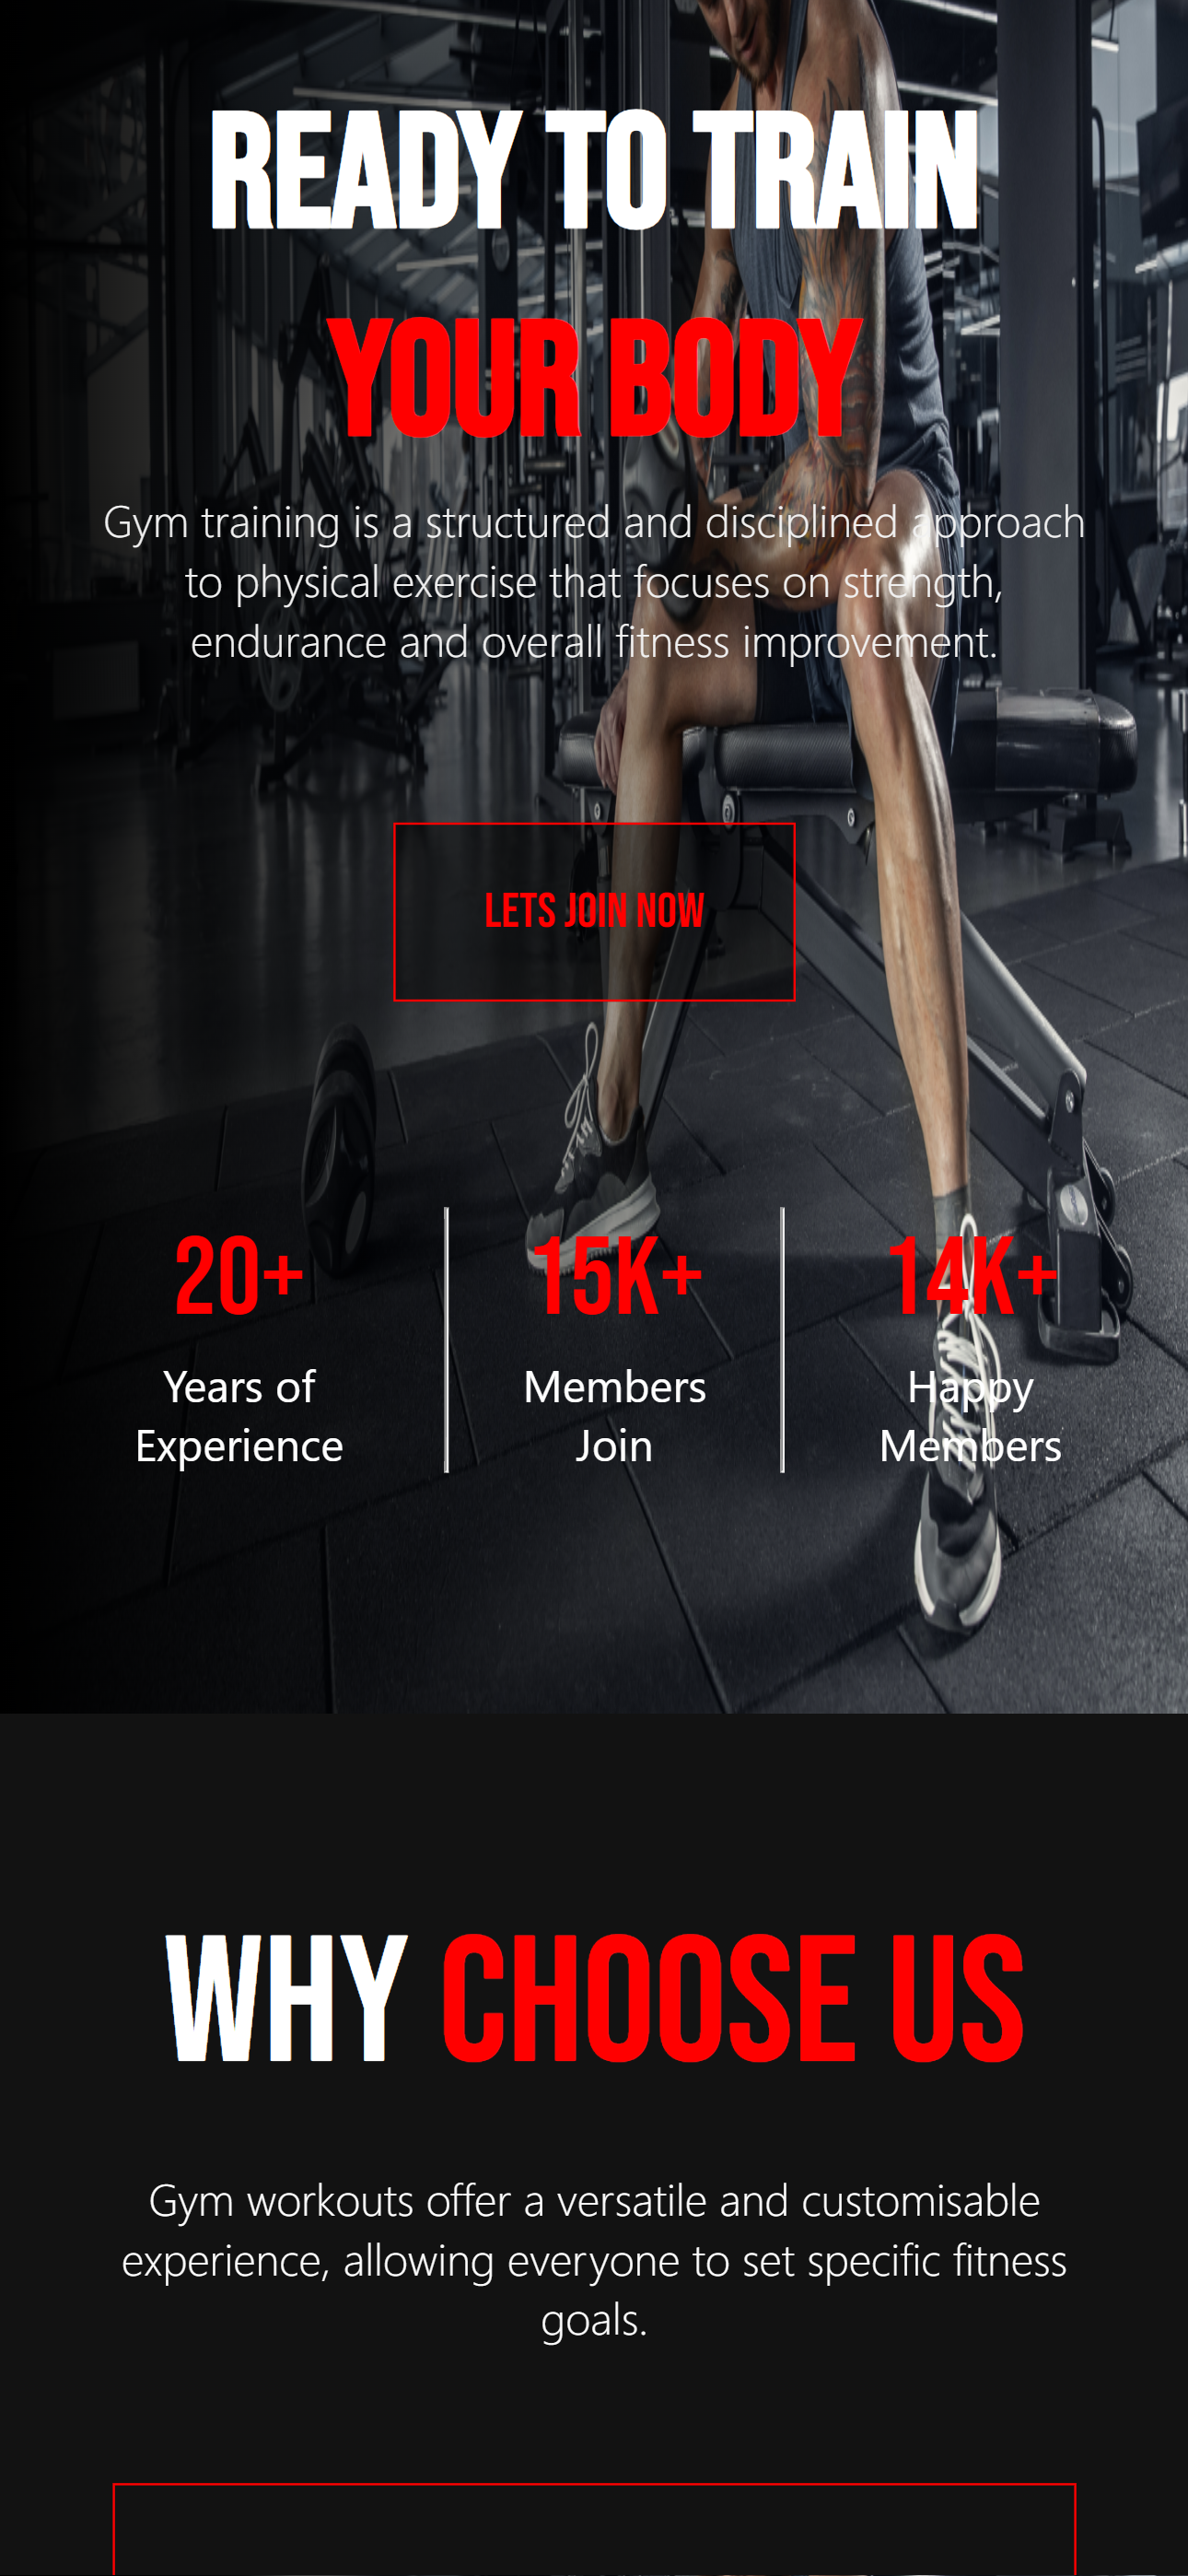 READY TO TRAIN
YOUR BODY
Gym training is a structured and disciplined approach
to physical exercise that focuses on strength,
endurance and overall fitness improvement.
LETS JOIN NOW
20+
Years of
Experience
15K+
Members
Join
14K+
Happy
Members
WHY CHOOSE US
Gym workouts offer a versatile and customisable
experience, allowing everyone to set specific fitness
goals.